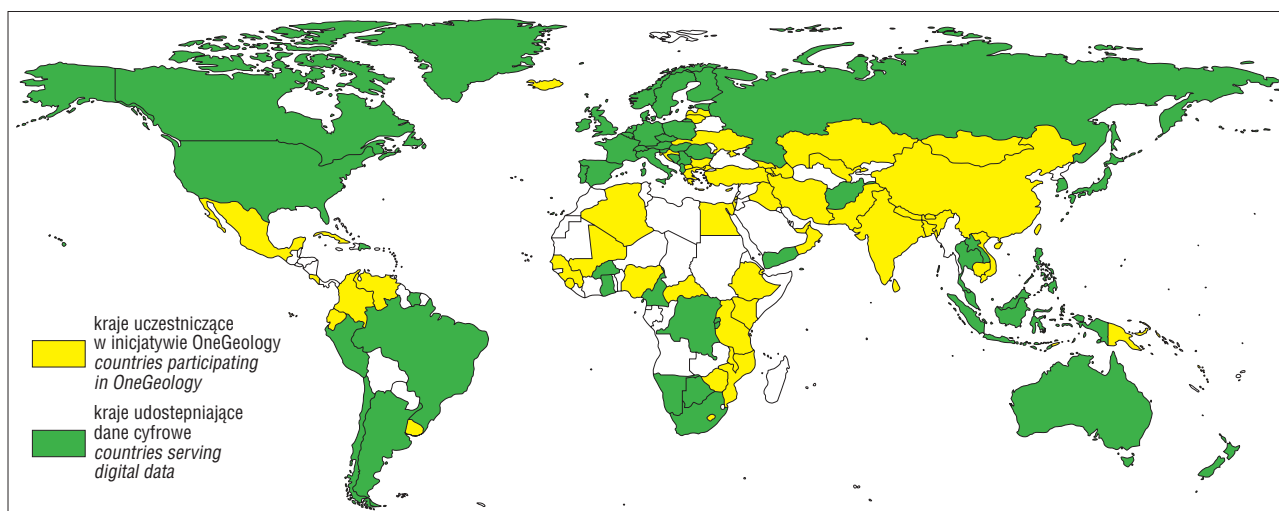 kraje uczestniczące
w inicjatywie OneGeology
countries participating
in OneGeology
kraje udostepniające
dane cyfrowe
countries serving
digital data